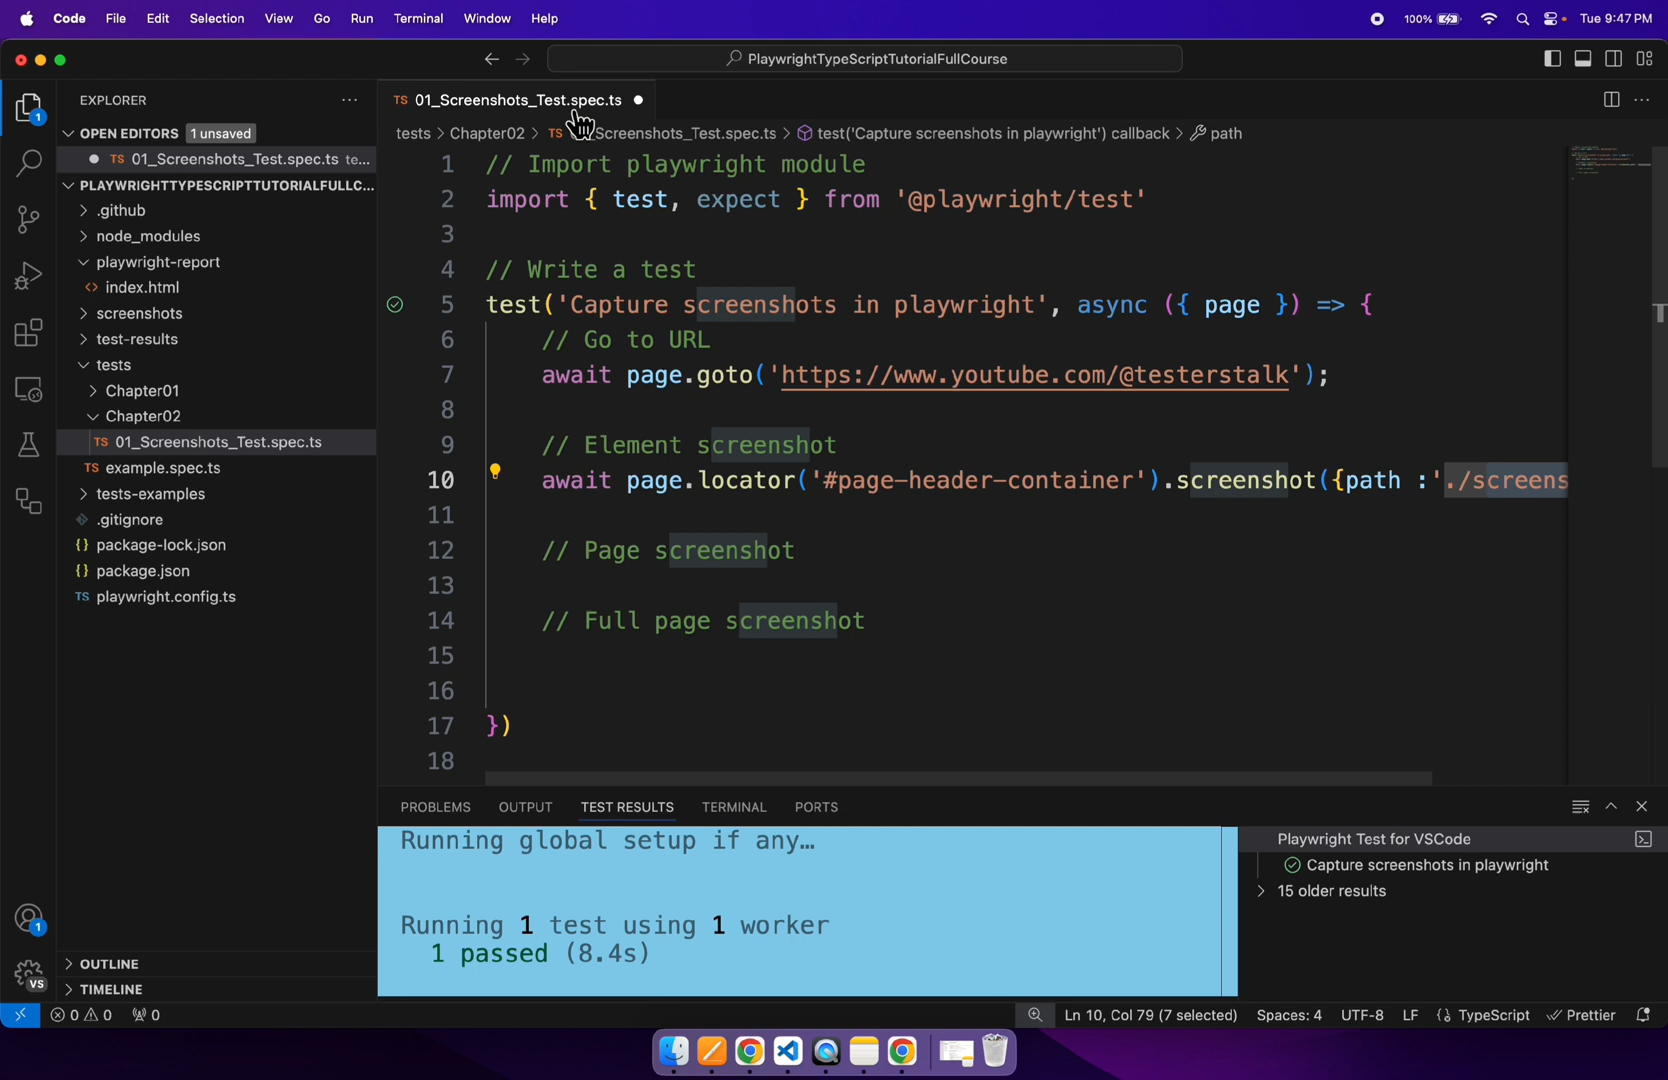 Code File Edit Selection View Go Run Terminal Window Help 100% Tue 9:47 PM
PlaywrightTypeScriptTutorialFullCourse
EXPLORER
TS 01_Screenshots_Test.spec.ts
OPEN EDITORS 1 unsaved
tests > Chapter02 > TS Screenshots_Test.spec.ts > test('Capture screenshots in playwright') callback > path
TS 01_Screenshots_Test.spec.ts te...
PLAYWRIGHTTYPESCRIPTTUTORIALFULLC...
.github
node_modules
playwright-report
<> index.html
screenshots
test-results
tests
Chapter01
Chapter02
TS 01_Screenshots_Test.spec.ts
TS example.spec.ts
tests-examples
.gitignore
{} package-lock.json
{} package.json
TS playwright.config.ts
OUTLINE
TIMELINE
1 // Import playwright module
2 import { test, expect } from '@playwright/test'
3
4 // Write a test
5 test('Capture screenshots in playwright', async ({ page }) => {
6 // Go to URL
7 await page.goto('https://www.youtube.com/@testerstalk');
8
9 // Element screenshot
10 await page.locator('#page-header-container').screenshot({path :'./screens
11
12 // Page screenshot
13
14 // Full page screenshot
15
16
17 })
18
PROBLEMS OUTPUT TEST RESULTS TERMINAL PORTS
Running global setup if any…
Running 1 test using 1 worker
1 passed (8.4s)
Playwright Test for VSCode
Capture screenshots in playwright
15 older results
1
1
VS
0 0 0 Ln 10, Col 79 (7 selected) Spaces: 4 UTF-8 LF {} TypeScript Prettier